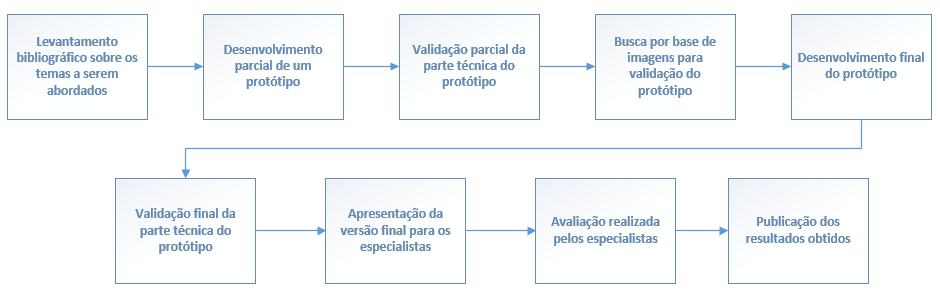 Levantamento
bibliográfico sobre os
temas a serem
abordados
Desenvolvimento
parcial de um
protótipo
Validação parcial da
parte técnica do
protótipo
Busca por base de
imagens para
validação do
protótipo
Desenvolvimento final
do protótipo
Validação final da
parte técnica do
protótipo
Apresentação da
versão final para os
especialistas
Avaliação realizada
pelos especialistas
Publicação dos
resultados obtidos